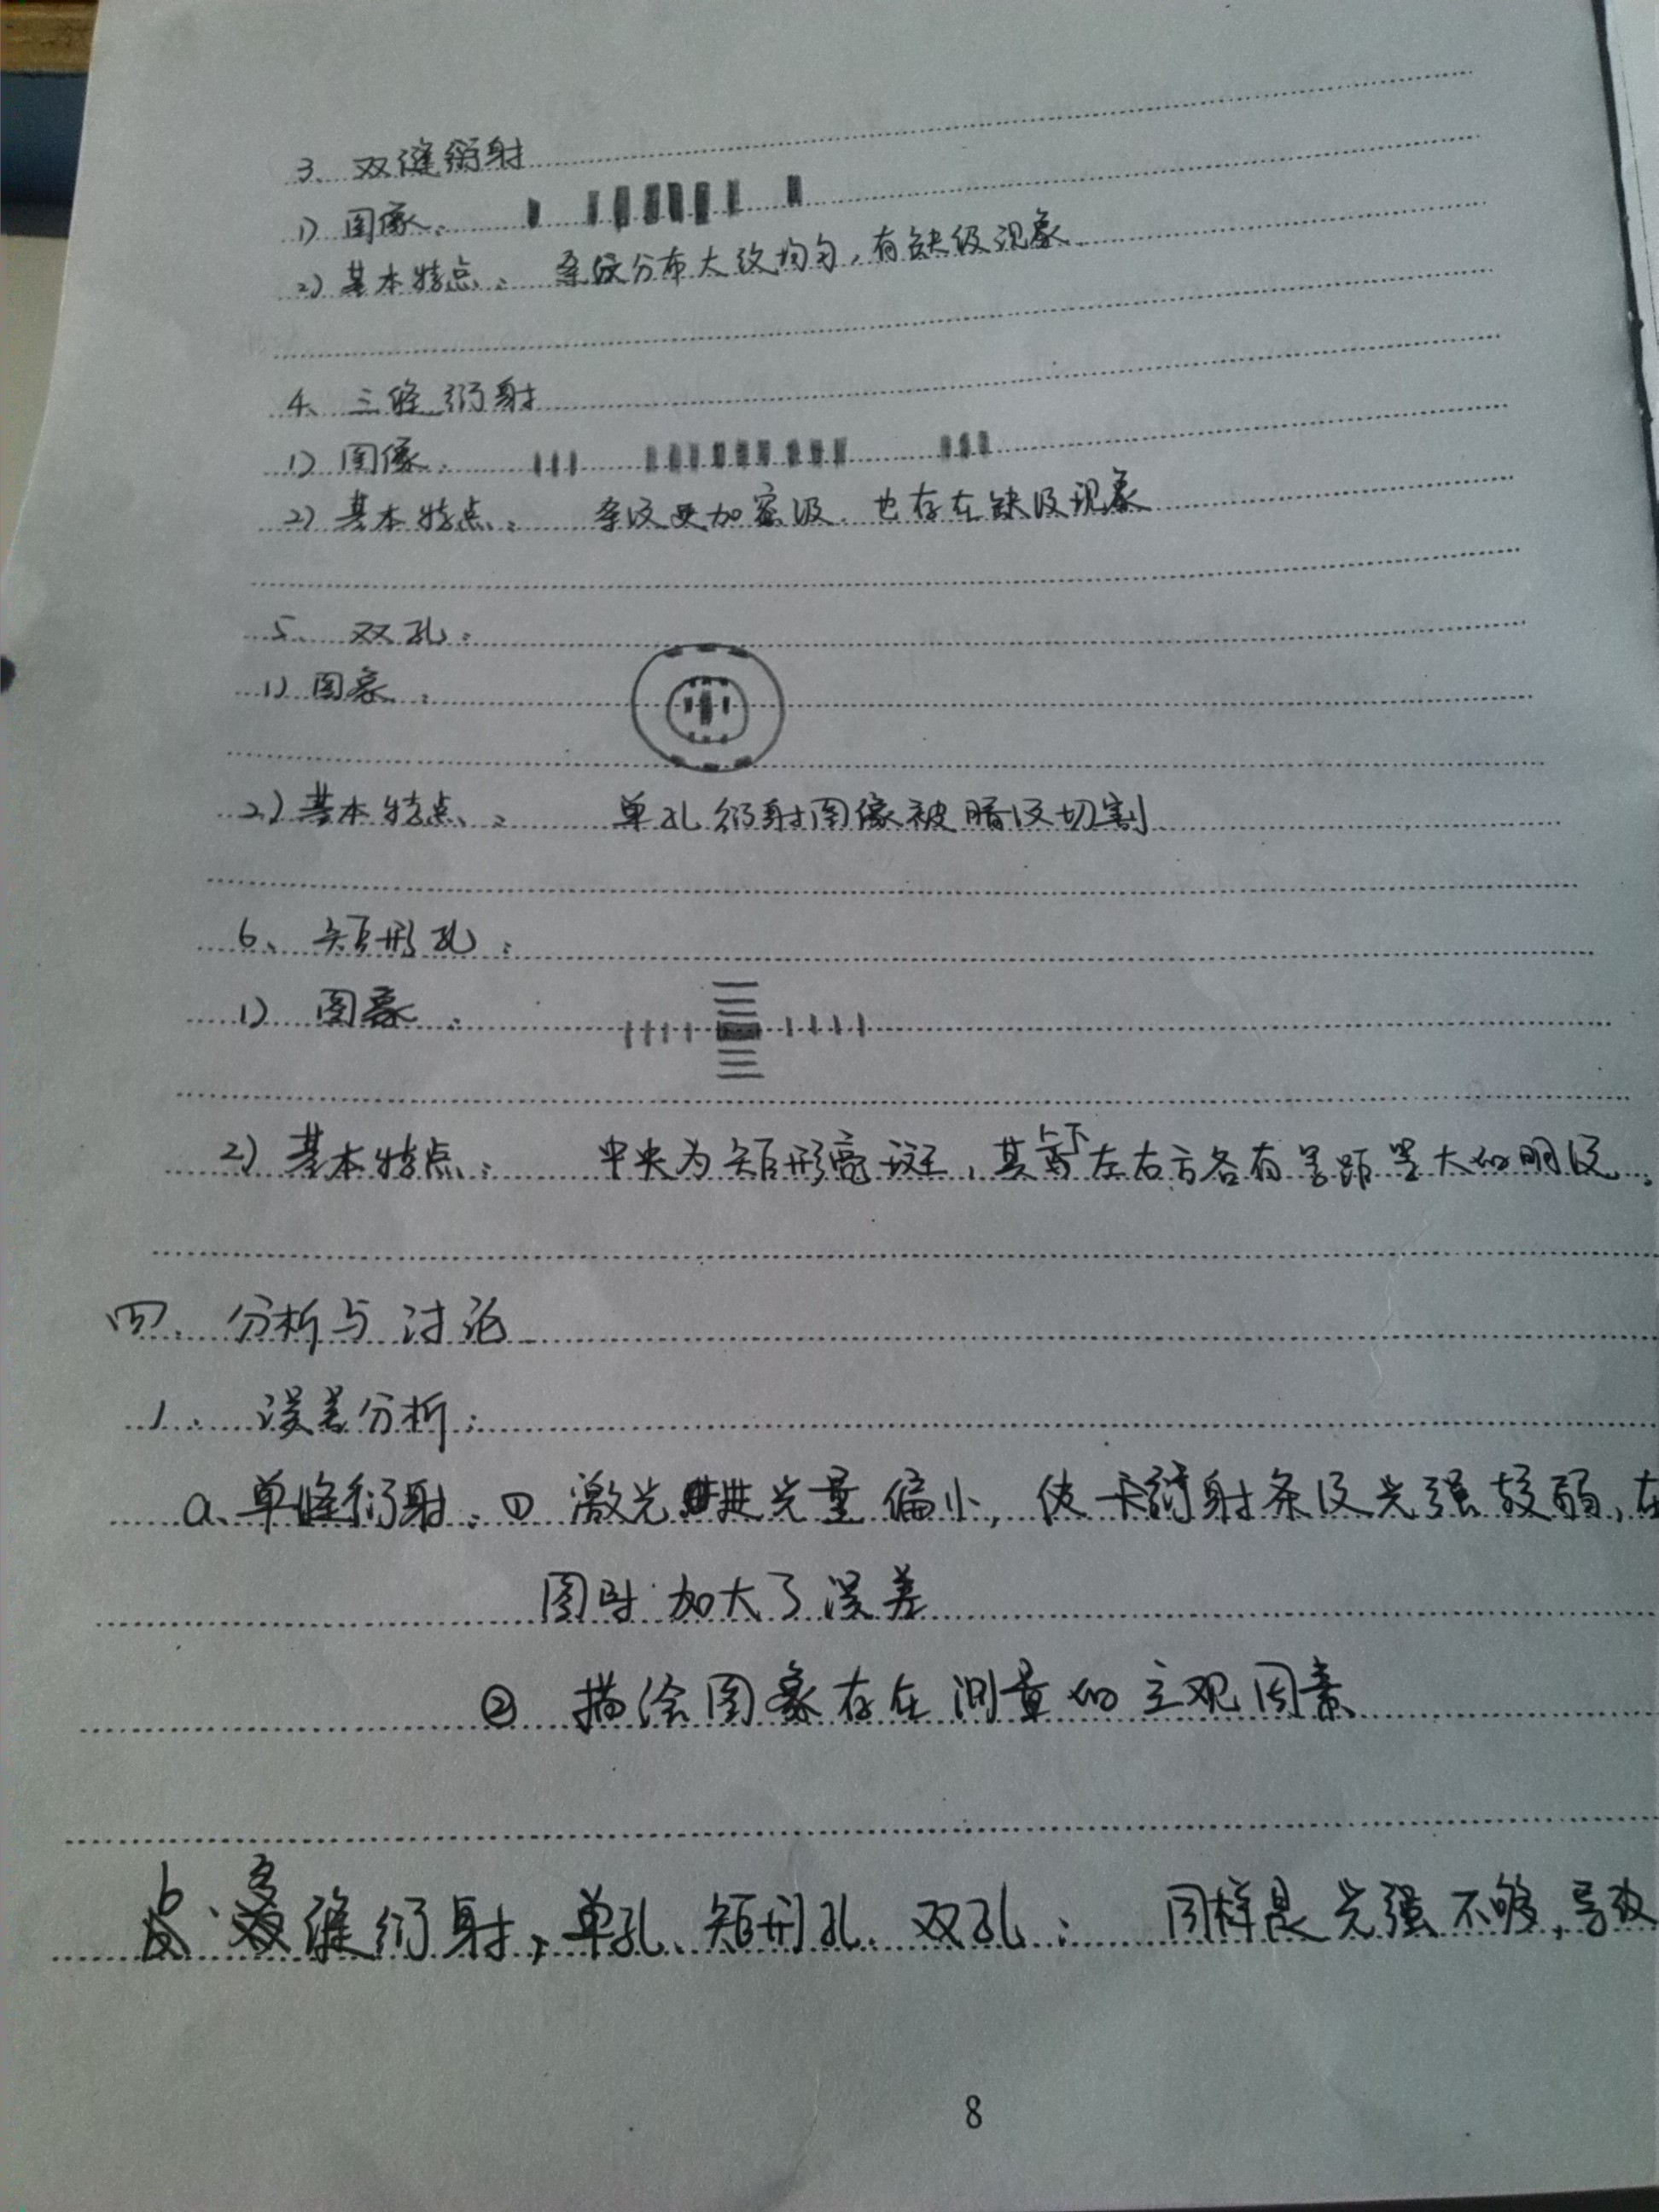 3、双缝衍射
1) 图像:
2) 基本特点: 条纹分布大致均匀,有缺级现象
4、三缝衍射
1) 图像:
2) 基本特点: 条纹更加密级,也存在缺级现象
5、双孔:
1) 图象:
2) 基本特点: 单孔衍射图像被暗纹切割
6、矩形孔:
1) 图象:
2) 基本特点: 中央为矩形亮斑,其上下左右方各有等距 大的明纹.
四、分析与讨论
1. 误差分析:
a、单缝衍射: ① 激光 光量偏小,使 衍射条纹光强较弱,在
图时加大了误差
② 描绘图象存在测量的主观因素
b. 多缝衍射、单孔、矩形孔、双孔: 同样是光强不够,导致
8